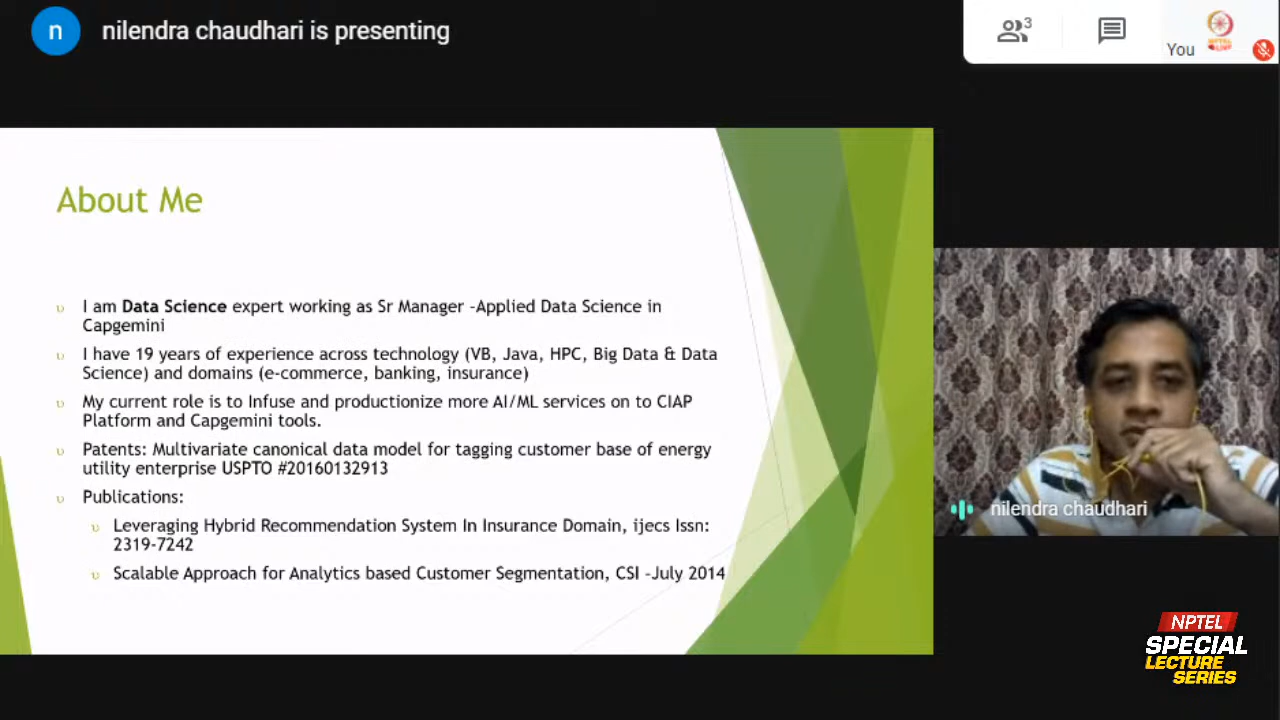 n
nilendra chaudhari is presenting
3
You
About Me
I am Data Science expert working as Sr Manager -Applied Data Science in
Capgemini
I have 19 years of experience across technology (VB, Java, HPC, Big Data & Data
Science) and domains (e-commerce, banking, insurance)
My current role is to Infuse and productionize more AI/ML services on to CIAP
Platform and Capgemini tools.
Patents: Multivariate canonical data model for tagging customer base of energy
utility enterprise USPTO #20160132913
Publications:
Leveraging Hybrid Recommendation System In Insurance Domain, ijecs Issn:
2319-7242
Scalable Approach for Analytics based Customer Segmentation, CSI -July 2014
nilendra chaudhari
NPTEL
SPECIAL
LECTURE
SERIES